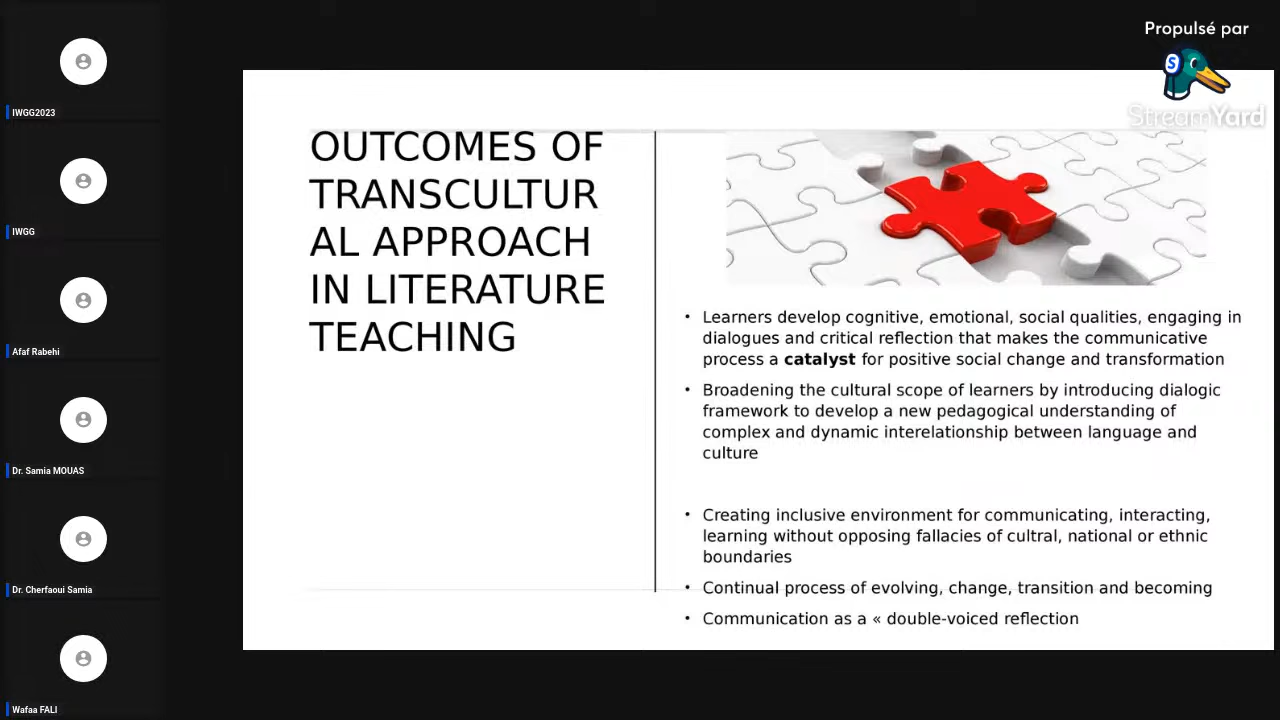 IWGG2023
IWGG
Afaf Rabehi
Dr. Samia MOUAS
Dr. Cherfaoui Samia
Wafaa FALI
Propulsé par
S
StreamYard
OUTCOMES OF
TRANSCULTUR
AL APPROACH
IN LITERATURE
TEACHING
• Learners develop cognitive, emotional, social qualities, engaging in
dialogues and critical reflection that makes the communicative
process a catalyst for positive social change and transformation
• Broadening the cultural scope of learners by introducing dialogic
framework to develop a new pedagogical understanding of
complex and dynamic interelationship between language and
culture
• Creating inclusive environment for communicating, interacting,
learning without opposing fallacies of cultral, national or ethnic
boundaries
• Continual process of evolving, change, transition and becoming
• Communication as a « double-voiced reflection